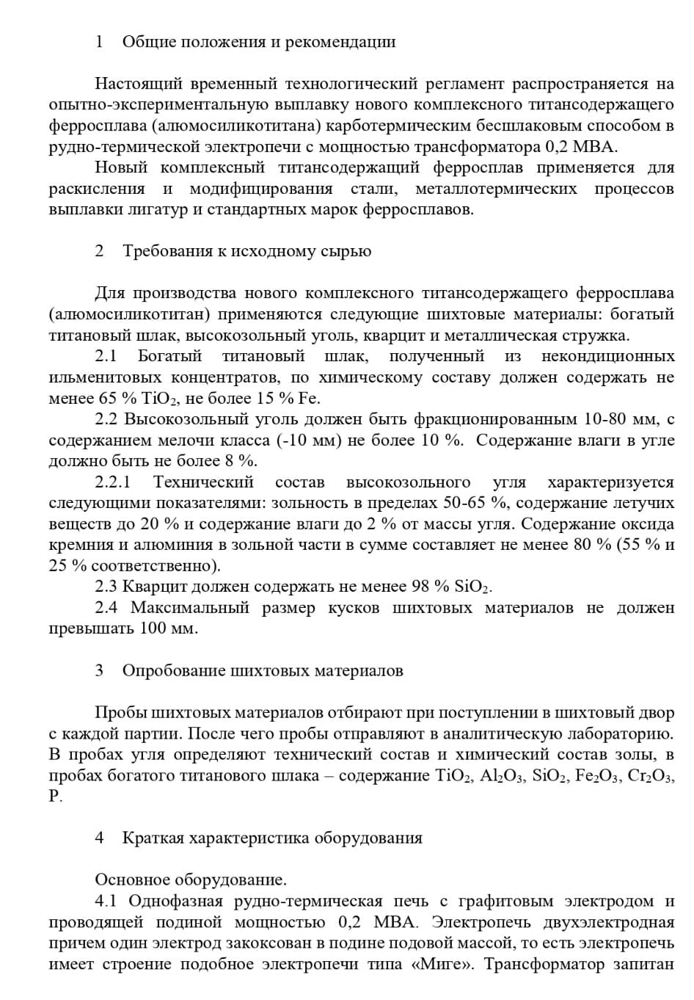 1 Общие положения и рекомендации
Настоящий временный технологический регламент распространяется на
опытно-экспериментальную выплавку нового комплексного титансодержащего
ферросплава (алюмосиликотитана) карботермическим бесшлаковым способом в
рудно-термической электропечи с мощностью трансформатора 0,2 МВА.
Новый комплексный титансодержащий ферросплав применяется для
раскисления и модифицирования стали, металлотермических процессов
выплавки лигатур и стандартных марок ферросплавов.
2 Требования к исходному сырью
Для производства нового комплексного титансодержащего ферросплава
(алюмосиликотитан) применяются следующие шихтовые материалы: богатый
титановый шлак, высокозольный уголь, кварцит и металлическая стружка.
2.1 Богатый титановый шлак, полученный из некондиционных
ильменитовых концентратов, по химическому составу должен содержать не
менее 65 % TiO₂, не более 15 % Fe.
2.2 Высокозольный уголь должен быть фракционированным 10-80 мм, с
содержанием мелочи класса (-10 мм) не более 10 %. Содержание влаги в угле
должно быть не более 8 %.
2.2.1 Технический состав высокозольного угля характеризуется
следующими показателями: зольность в пределах 50-65 %, содержание летучих
веществ до 20 % и содержание влаги до 2 % от массы угля. Содержание оксида
кремния и алюминия в зольной части в сумме составляет не менее 80 % (55 % и
25 % соответственно).
2.3 Кварцит должен содержать не менее 98 % SiO₂.
2.4 Максимальный размер кусков шихтовых материалов не должен
превышать 100 мм.
3 Опробование шихтовых материалов
Пробы шихтовых материалов отбирают при поступлении в шихтовый двор
с каждой партии. После чего пробы отправляют в аналитическую лабораторию.
В пробах угля определяют технический состав и химический состав золы, в
пробах богатого титанового шлака – содержание TiO₂, Al₂O₃, SiO₂, Fe₂O₃, Cr₂O₃,
P.
4 Краткая характеристика оборудования
Основное оборудование.
4.1 Однофазная рудно-термическая печь с графитовым электродом и
проводящей подиной мощностью 0,2 МВА. Электропечь двухэлектродная
причем один электрод закоксован в подине подовой массой, то есть электропечь
имеет строение подобное электропечи типа «Миге». Трансформатор запитан